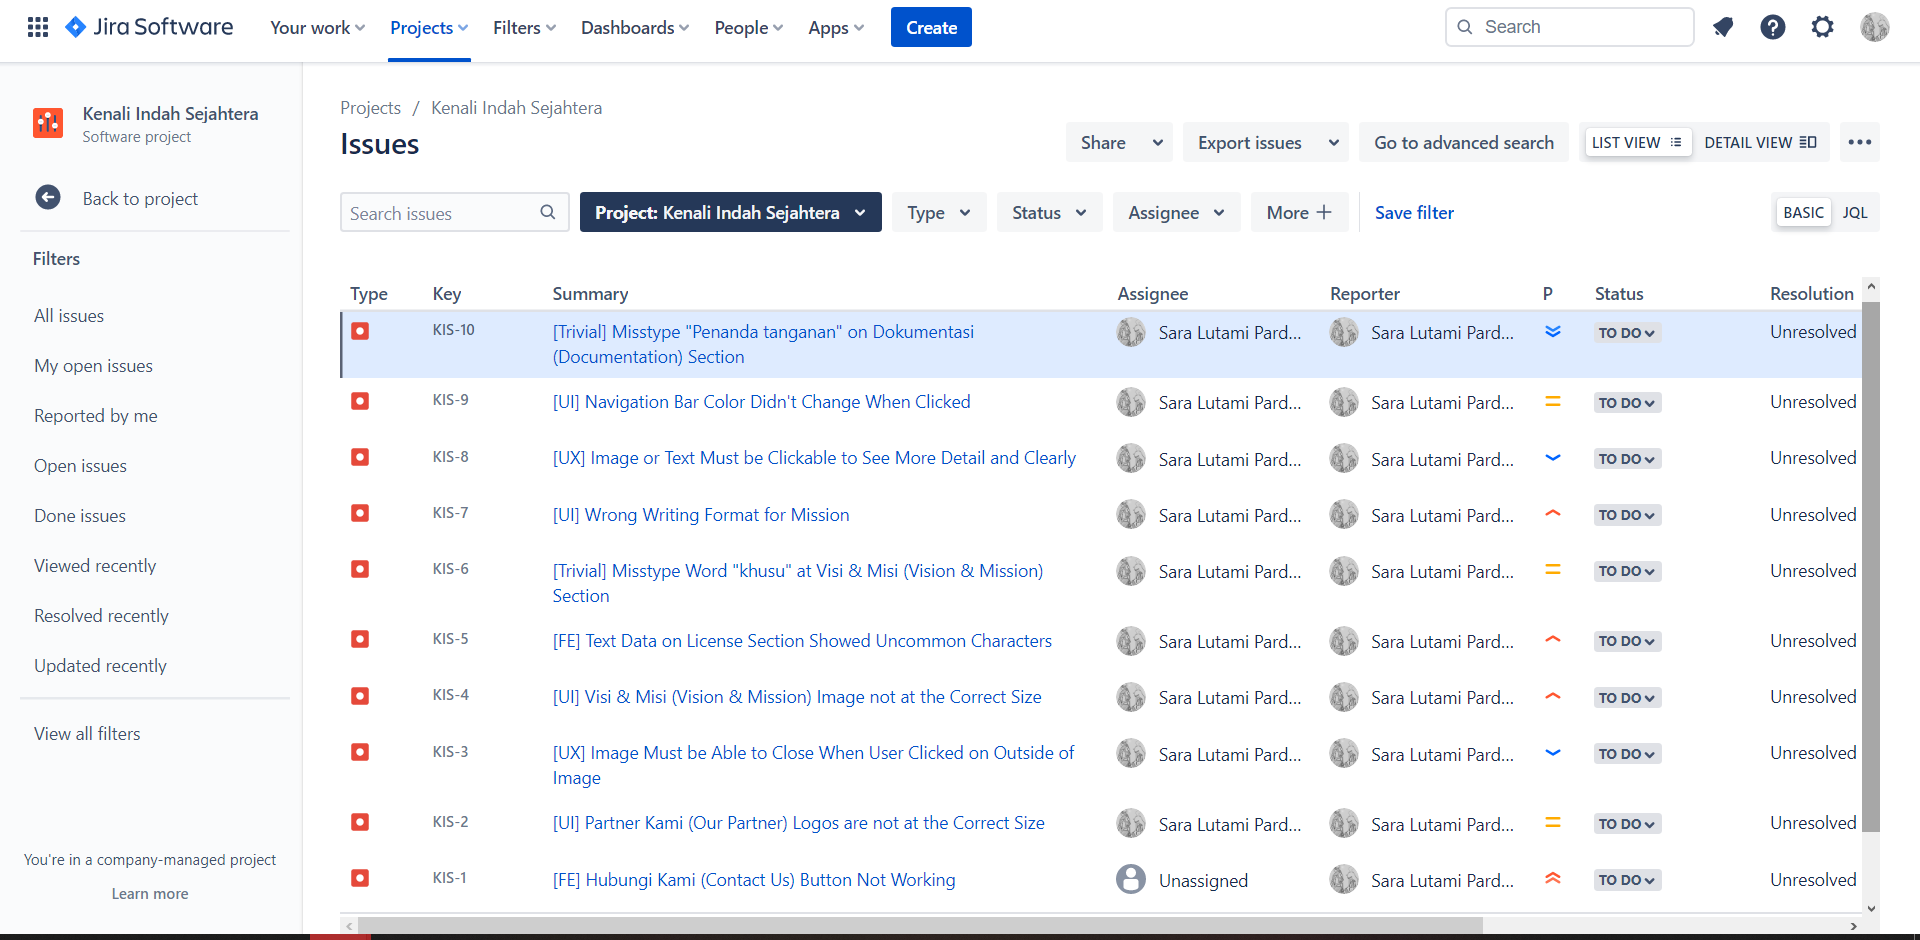 Jira Software Your work Projects Filters Dashboards People Apps Create Search
Kenali Indah Sejahtera
Software project
Back to project
Filters
All issues
My open issues
Reported by me
Open issues
Done issues
Viewed recently
Resolved recently
Updated recently
View all filters
You're in a company-managed project
Learn more
Projects / Kenali Indah Sejahtera
Issues
Share Export issues Go to advanced search LIST VIEW DETAIL VIEW
Search issues Project: Kenali Indah Sejahtera Type Status Assignee More Save filter BASIC JQL
Type Key Summary Assignee Reporter P Status Resolution
KIS-10 [Trivial] Misstype "Penanda tanganan" on Dokumentasi Sara Lutami Pard... Sara Lutami Pard... TO DO Unresolved
(Documentation) Section
KIS-9 [UI] Navigation Bar Color Didn't Change When Clicked Sara Lutami Pard... Sara Lutami Pard... TO DO Unresolved
KIS-8 [UX] Image or Text Must be Clickable to See More Detail and Clearly Sara Lutami Pard... Sara Lutami Pard... TO DO Unresolved
KIS-7 [UI] Wrong Writing Format for Mission Sara Lutami Pard... Sara Lutami Pard... TO DO Unresolved
KIS-6 [Trivial] Misstype Word "khusu" at Visi & Misi (Vision & Mission) Sara Lutami Pard... Sara Lutami Pard... TO DO Unresolved
Section
KIS-5 [FE] Text Data on License Section Showed Uncommon Characters Sara Lutami Pard... Sara Lutami Pard... TO DO Unresolved
KIS-4 [UI] Visi & Misi (Vision & Mission) Image not at the Correct Size Sara Lutami Pard... Sara Lutami Pard... TO DO Unresolved
KIS-3 [UX] Image Must be Able to Close When User Clicked on Outside of Sara Lutami Pard... Sara Lutami Pard... TO DO Unresolved
Image
KIS-2 [UI] Partner Kami (Our Partner) Logos are not at the Correct Size Sara Lutami Pard... Sara Lutami Pard... TO DO Unresolved
KIS-1 [FE] Hubungi Kami (Contact Us) Button Not Working Unassigned Sara Lutami Pard... TO DO Unresolved